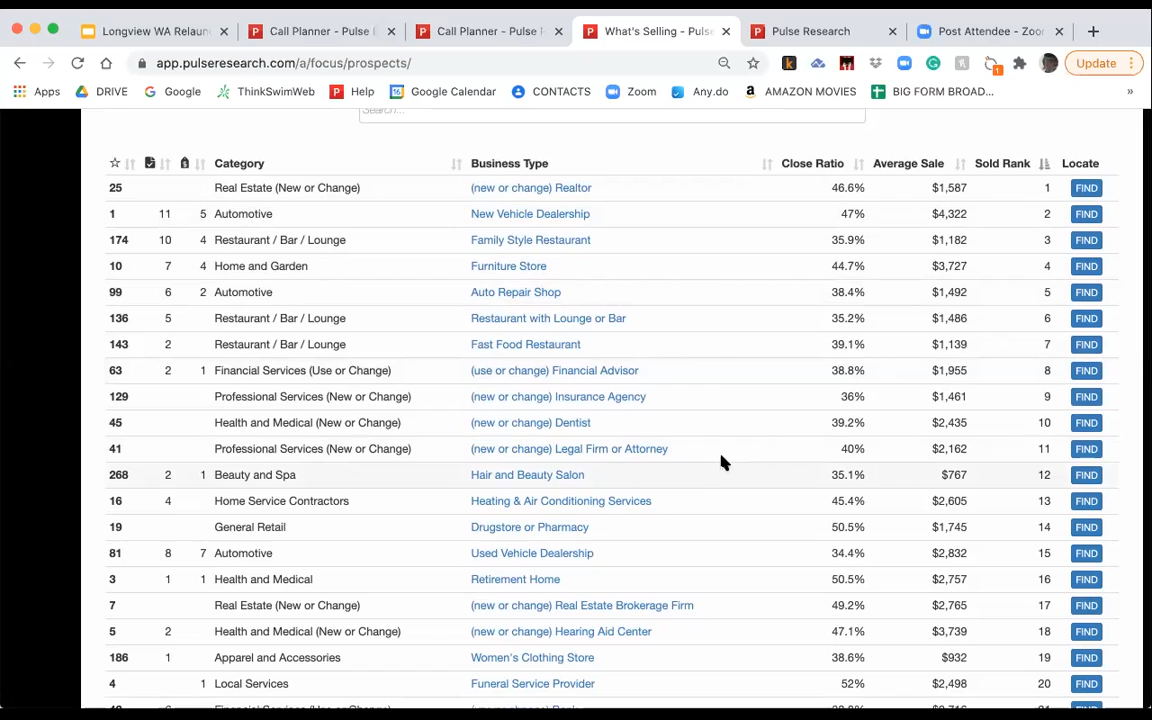 Longview WA Relaun
Call Planner - Pulse
Call Planner - Pulse
What's Selling - Pulse
Pulse Research
Post Attendee - Zoo
app.pulseresearch.com/a/focus/prospects/
1
Update
Apps DRIVE Google ThinkSwimWeb Help 16 Google Calendar CONTACTS Zoom Any.do AMAZON MOVIES BIG FORM BROAD... »
Search...
Category Business Type Close Ratio Average Sale Sold Rank Locate
25 Real Estate (New or Change) (new or change) Realtor 46.6% $1,587 1 FIND
1 11 5 Automotive New Vehicle Dealership 47% $4,322 2 FIND
174 10 4 Restaurant / Bar / Lounge Family Style Restaurant 35.9% $1,182 3 FIND
10 7 4 Home and Garden Furniture Store 44.7% $3,727 4 FIND
99 6 2 Automotive Auto Repair Shop 38.4% $1,492 5 FIND
136 5 Restaurant / Bar / Lounge Restaurant with Lounge or Bar 35.2% $1,486 6 FIND
143 2 Restaurant / Bar / Lounge Fast Food Restaurant 39.1% $1,139 7 FIND
63 2 1 Financial Services (Use or Change) (use or change) Financial Advisor 38.8% $1,955 8 FIND
129 Professional Services (New or Change) (new or change) Insurance Agency 36% $1,461 9 FIND
45 Health and Medical (New or Change) (new or change) Dentist 39.2% $2,435 10 FIND
41 Professional Services (New or Change) (new or change) Legal Firm or Attorney 40% $2,162 11 FIND
268 2 1 Beauty and Spa Hair and Beauty Salon 35.1% $767 12 FIND
16 4 Home Service Contractors Heating & Air Conditioning Services 45.4% $2,605 13 FIND
19 General Retail Drugstore or Pharmacy 50.5% $1,745 14 FIND
81 8 7 Automotive Used Vehicle Dealership 34.4% $2,832 15 FIND
3 1 1 Health and Medical Retirement Home 50.5% $2,757 16 FIND
7 Real Estate (New or Change) (new or change) Real Estate Brokerage Firm 49.2% $2,765 17 FIND
5 2 Health and Medical (New or Change) (new or change) Hearing Aid Center 47.1% $3,739 18 FIND
186 1 Apparel and Accessories Women's Clothing Store 38.6% $932 19 FIND
4 1 Local Services Funeral Service Provider 52% $2,498 20 FIND